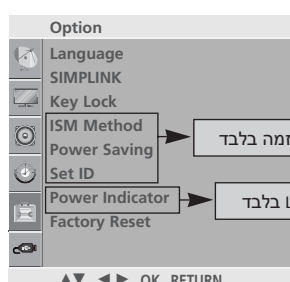 Option
Language
SIMPLINK
Key Lock
ISM Method
Power Saving
Set ID
Power Indicator
Factory Reset
בלבד
בלבד
OK RETURN